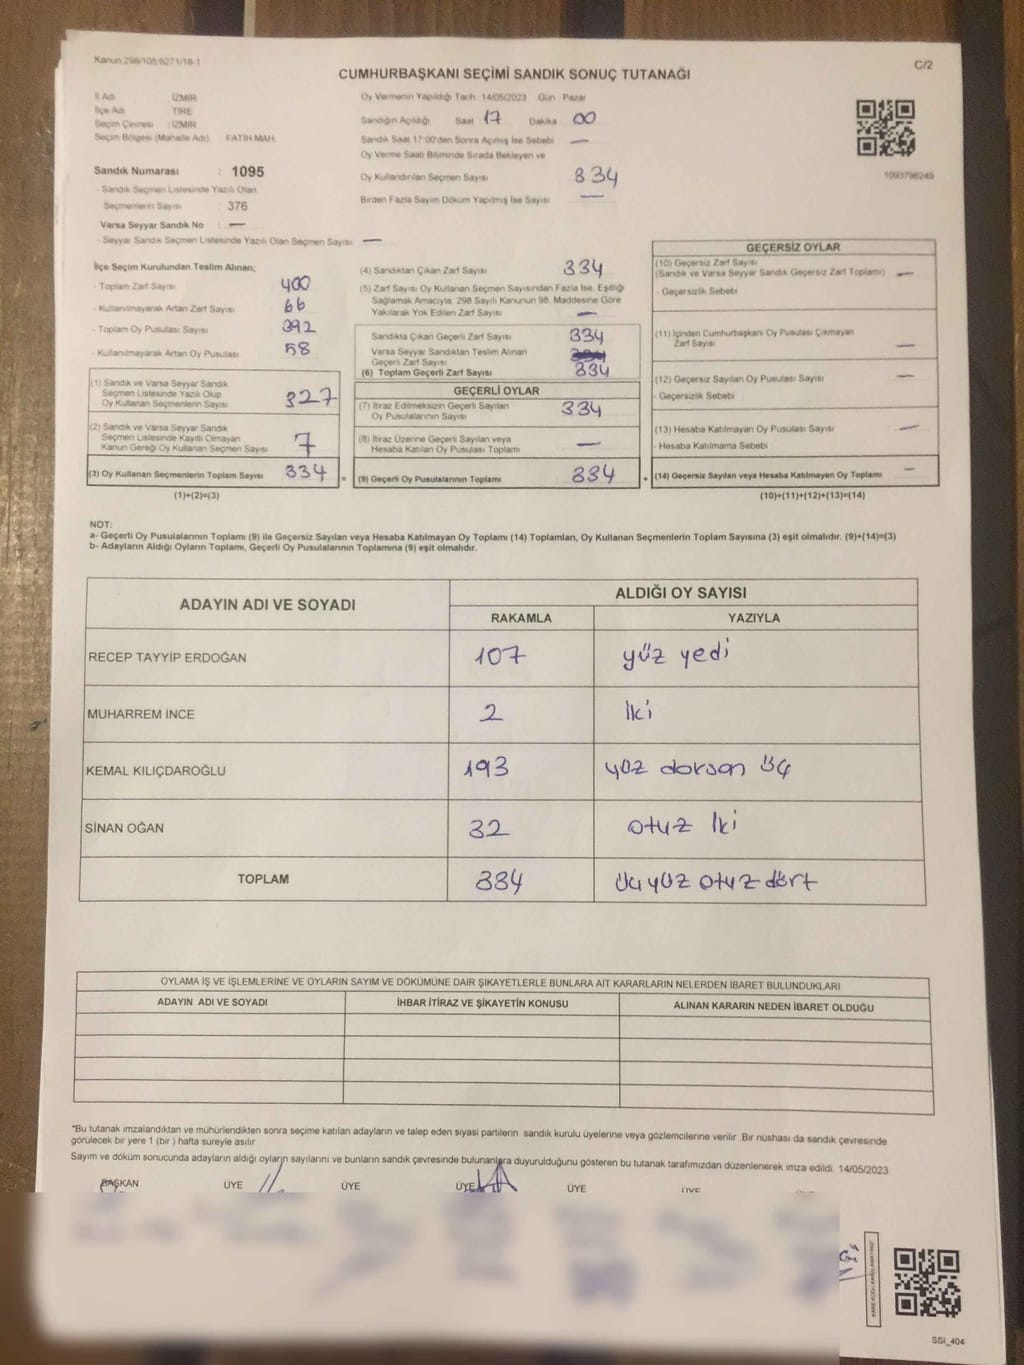 Kanun 298/105;6271/18-1
C/2
CUMHURBAŞKANI SEÇİMİ SANDIK SONUÇ TUTANAĞI
İl Adı : İZMİR
İlçe Adı : TİRE
Seçim Çevresi : İZMİR
Seçim Bölgesi (Mahalle Adı) : FATİH MAH.
Sandık Numarası : 1095
- Sandık Seçmen Listesinde Yazılı Olan
Seçmenlerin Sayısı : 376
Varsa Seyyar Sandık No : —
- Seyyar Sandık Seçmen Listesinde Yazılı Olan Seçmen Sayısı : —
Oy Vermenin Yapıldığı Tarih: 14/05/2023 Gün: Pazar
Sandığın Açıldığı Saat 17 Dakika 00
Sandık Saat 17:00'den Sonra Açılmış İse Sebebi —
Oy Verme Saati Bitiminde Sırada Bekleyen ve
Oy Kullandırılan Seçmen Sayısı 334
Birden Fazla Sayım Döküm Yapılmış İse Sayısı —
1093798249
İlçe Seçim Kurulundan Teslim Alınan;
- Toplam Zarf Sayısı 400
- Kullanılmayarak Artan Zarf Sayısı 66
- Toplam Oy Pusulası Sayısı 392
- Kullanılmayarak Artan Oy Pusulası 58
(1) Sandık ve Varsa Seyyar Sandık
Seçmen Listesinde Yazılı Olup
Oy Kullanan Seçmenlerin Sayısı 327
(2) Sandık ve Varsa Seyyar Sandık
Seçmen Listesinde Kayıtlı Olmayan
Kanun Gereği Oy Kullanan Seçmen Sayısı 7
(3) Oy Kullanan Seçmenlerin Toplam Sayısı 334
(1)+(2)=(3)
(4) Sandıktan Çıkan Zarf Sayısı 334
(5) Zarf Sayısı Oy Kullanan Seçmen Sayısından Fazla İse, Eşitliği
Sağlamak Amacıyla, 298 Sayılı Kanunun 98. Maddesine Göre
Yakılarak Yok Edilen Zarf Sayısı —
Sandıkta Çıkan Geçerli Zarf Sayısı 334
Varsa Seyyar Sandıktan Teslim Alınan
Geçerli Zarf Sayısı
(6) Toplam Geçerli Zarf Sayısı 334
GEÇERLİ OYLAR
(7) İtiraz Edilmeksizin Geçerli Sayılan
Oy Pusulalarının Sayısı 334
(8) İtiraz Üzerine Geçerli Sayılan veya
Hesaba Katılan Oy Pusulası Toplamı —
= (9) Geçerli Oy Pusulalarının Toplamı 334
GEÇERSİZ OYLAR
(10) Geçersiz Zarf Sayısı
(Sandık ve Varsa Seyyar Sandık Geçersiz Zarf Toplamı) —
- Geçersizlik Sebebi
(11) İçinden Cumhurbaşkanı Oy Pusulası Çıkmayan
Zarf Sayısı —
(12) Geçersiz Sayılan Oy Pusulası Sayısı —
- Geçersizlik Sebebi
(13) Hesaba Katılmayan Oy Pusulası Sayısı —
- Hesaba Katılmama Sebebi
+ (14) Geçersiz Sayılan veya Hesaba Katılmayan Oy Toplamı —
(10)+(11)+(12)+(13)=(14)
NOT:
a- Geçerli Oy Pusulalarının Toplamı (9) ile Geçersiz Sayılan veya Hesaba Katılmayan Oy Toplamı (14) Toplamları, Oy Kullanan Seçmenlerin Toplam Sayısına (3) eşit olmalıdır. (9)+(14)=(3)
b- Adayların Aldığı Oyların Toplamı, Geçerli Oy Pusulalarının Toplamına (9) eşit olmalıdır.
ADAYIN ADI VE SOYADI
ALDIĞI OY SAYISI
RAKAMLA YAZIYLA
RECEP TAYYİP ERDOĞAN 107 yüz yedi
MUHARREM İNCE 2 İki
KEMAL KILIÇDAROĞLU 193 yüz dorsan üç
SİNAN OĞAN 32 otuz İki
TOPLAM 334 üçyüz otuz dört
OYLAMA İŞ VE İŞLEMLERİNE VE OYLARIN SAYIM VE DÖKÜMÜNE DAİR ŞİKAYETLERLE BUNLARA AİT KARARLARIN NELERDEN İBARET BULUNDUKLARI
ADAYIN ADI VE SOYADI İHBAR İTİRAZ VE ŞİKAYETİN KONUSU ALINAN KARARIN NEDEN İBARET OLDUĞU
*Bu tutanak imzalandıktan ve mühürlendikten sonra seçime katılan adayların ve talep eden siyasi partilerin sandık kurulu üyelerine veya gözlemcilerine verilir. Bir nüshası da sandık çevresinde
görülecek bir yere 1 (bir ) hafta süreyle asılır.
Sayım ve döküm sonucunda adayların aldığı oyların sayılarını ve bunların sandık çevresinde bulunanlara duyurulduğunu gösteren bu tutanak tarafımızdan düzenlenerek imza edildi. 14/05/2023
BAŞKAN ÜYE ÜYE ÜYE ÜYE ÜYE
SSI_404